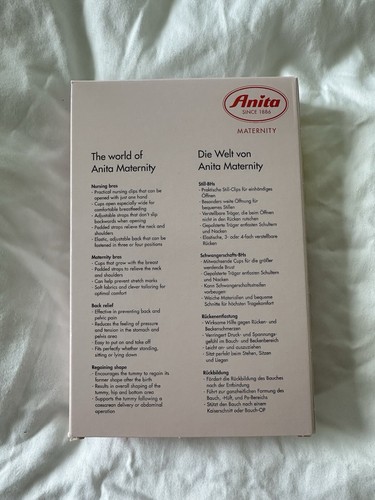 Anita
SINCE 1886
MATERNITY
The world of
Anita Maternity
Nursing bras
- Practical nursing clips that can be
opened with just one hand
- Cups open especially wide for
comfortable breastfeeding
- Adjustable straps that don't slip
backwards when opening
- Padded straps relieve the neck and
shoulders
- Elastic, adjustable back that can be
fastened in three or four positions
Maternity bras
- Cups that grow with the breast
- Padded straps to relieve the neck
and shoulders
- Can help prevent stretch marks
- Soft fabrics and clever tailoring for
optimal comfort
Back relief
- Effective in preventing back and
pelvic pain
- Reduces the feeling of pressure
and tension in the stomach and
pelvis area
- Easy to put on and take off
- Fits perfectly whether standing,
sitting or lying down
Regaining shape
- Encourages the tummy to regain its
former shape after the birth
- Results in overall shaping of the
tummy, hip and bottom area
- Supports the tummy following a
caesarean delivery or abdominal
operation
Die Welt von
Anita Maternity
Still-BHs
- Praktische Still-Clips für einhändiges
Öffnen
- Besonders weite Öffnung für
bequemes Stillen
- Verstellbare Träger, die beim Öffnen
nicht in den Rücken rutschen
- Gepolsterte Träger entlasten Schultern
und Nacken
- Elastische, 3- oder 4-fach verstellbare
Rücken
Schwangerschafts-BHs
- Mitwachsende Cups für die größer
werdende Brust
- Gepolsterte Träger entlasten Schultern
und Nacken
- Kann Schwangerschaftsstreifen
vorbeugen
- Weiche Materialien und bequeme
Schnitte für höchsten Tragekomfort
Rückenentlastung
- Wirksame Hilfe gegen Rücken- und
Beckenschmerzen
- Verringert Druck- und Spannungs-
gefühl im Bauch- und Beckenbereich
- Leicht an- und auszuziehen
- Sitzt perfekt beim Stehen, Sitzen
und Liegen
Rückbildung
- Fördert die Rückbildung des Bauches
nach der Entbindung
- Führt zur ganzheitlichen Formung des
Bauch-, Hüft- und Po-Bereichs
- Stützt den Bauch nach einem
Kaiserschnitt oder Bauch-OP